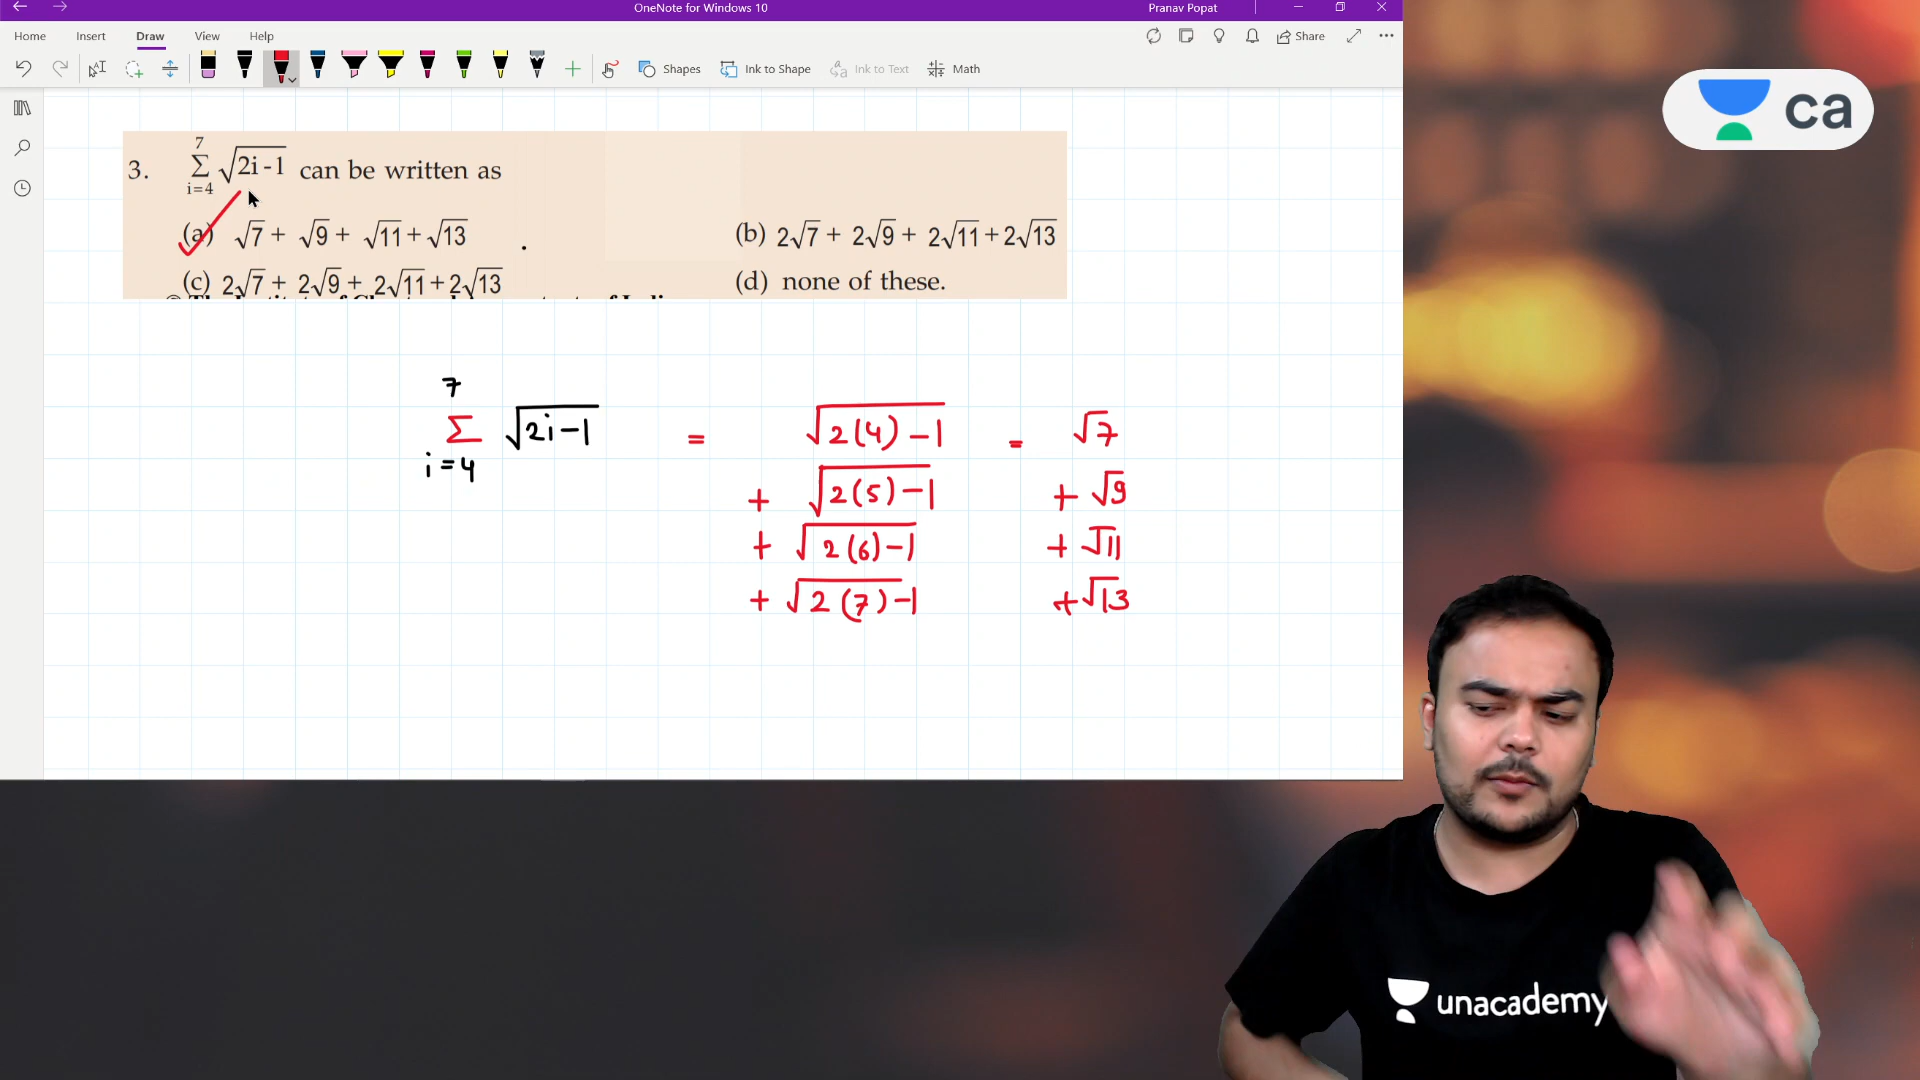 OneNote for Windows 10
Pranav Popat
Home Insert Draw View Help
Share
Shapes Ink to Shape Ink to Text Math
ca
3. 7 Σ i=4 √2i-1 can be written as
(a) √7 + √9 + √11 + √13 .
(b) 2√7 + 2√9 + 2√11 + 2√13
(c) 2√7 + 2√9 + 2√11 + 2√13
(d) none of these.
7 Σ i=4 √2i-1 = √2(4)-1 = √7
+ √2(5)-1 + √9
+ √2(6)-1 + √11
+ √2(7)-1 + √13
unacademy